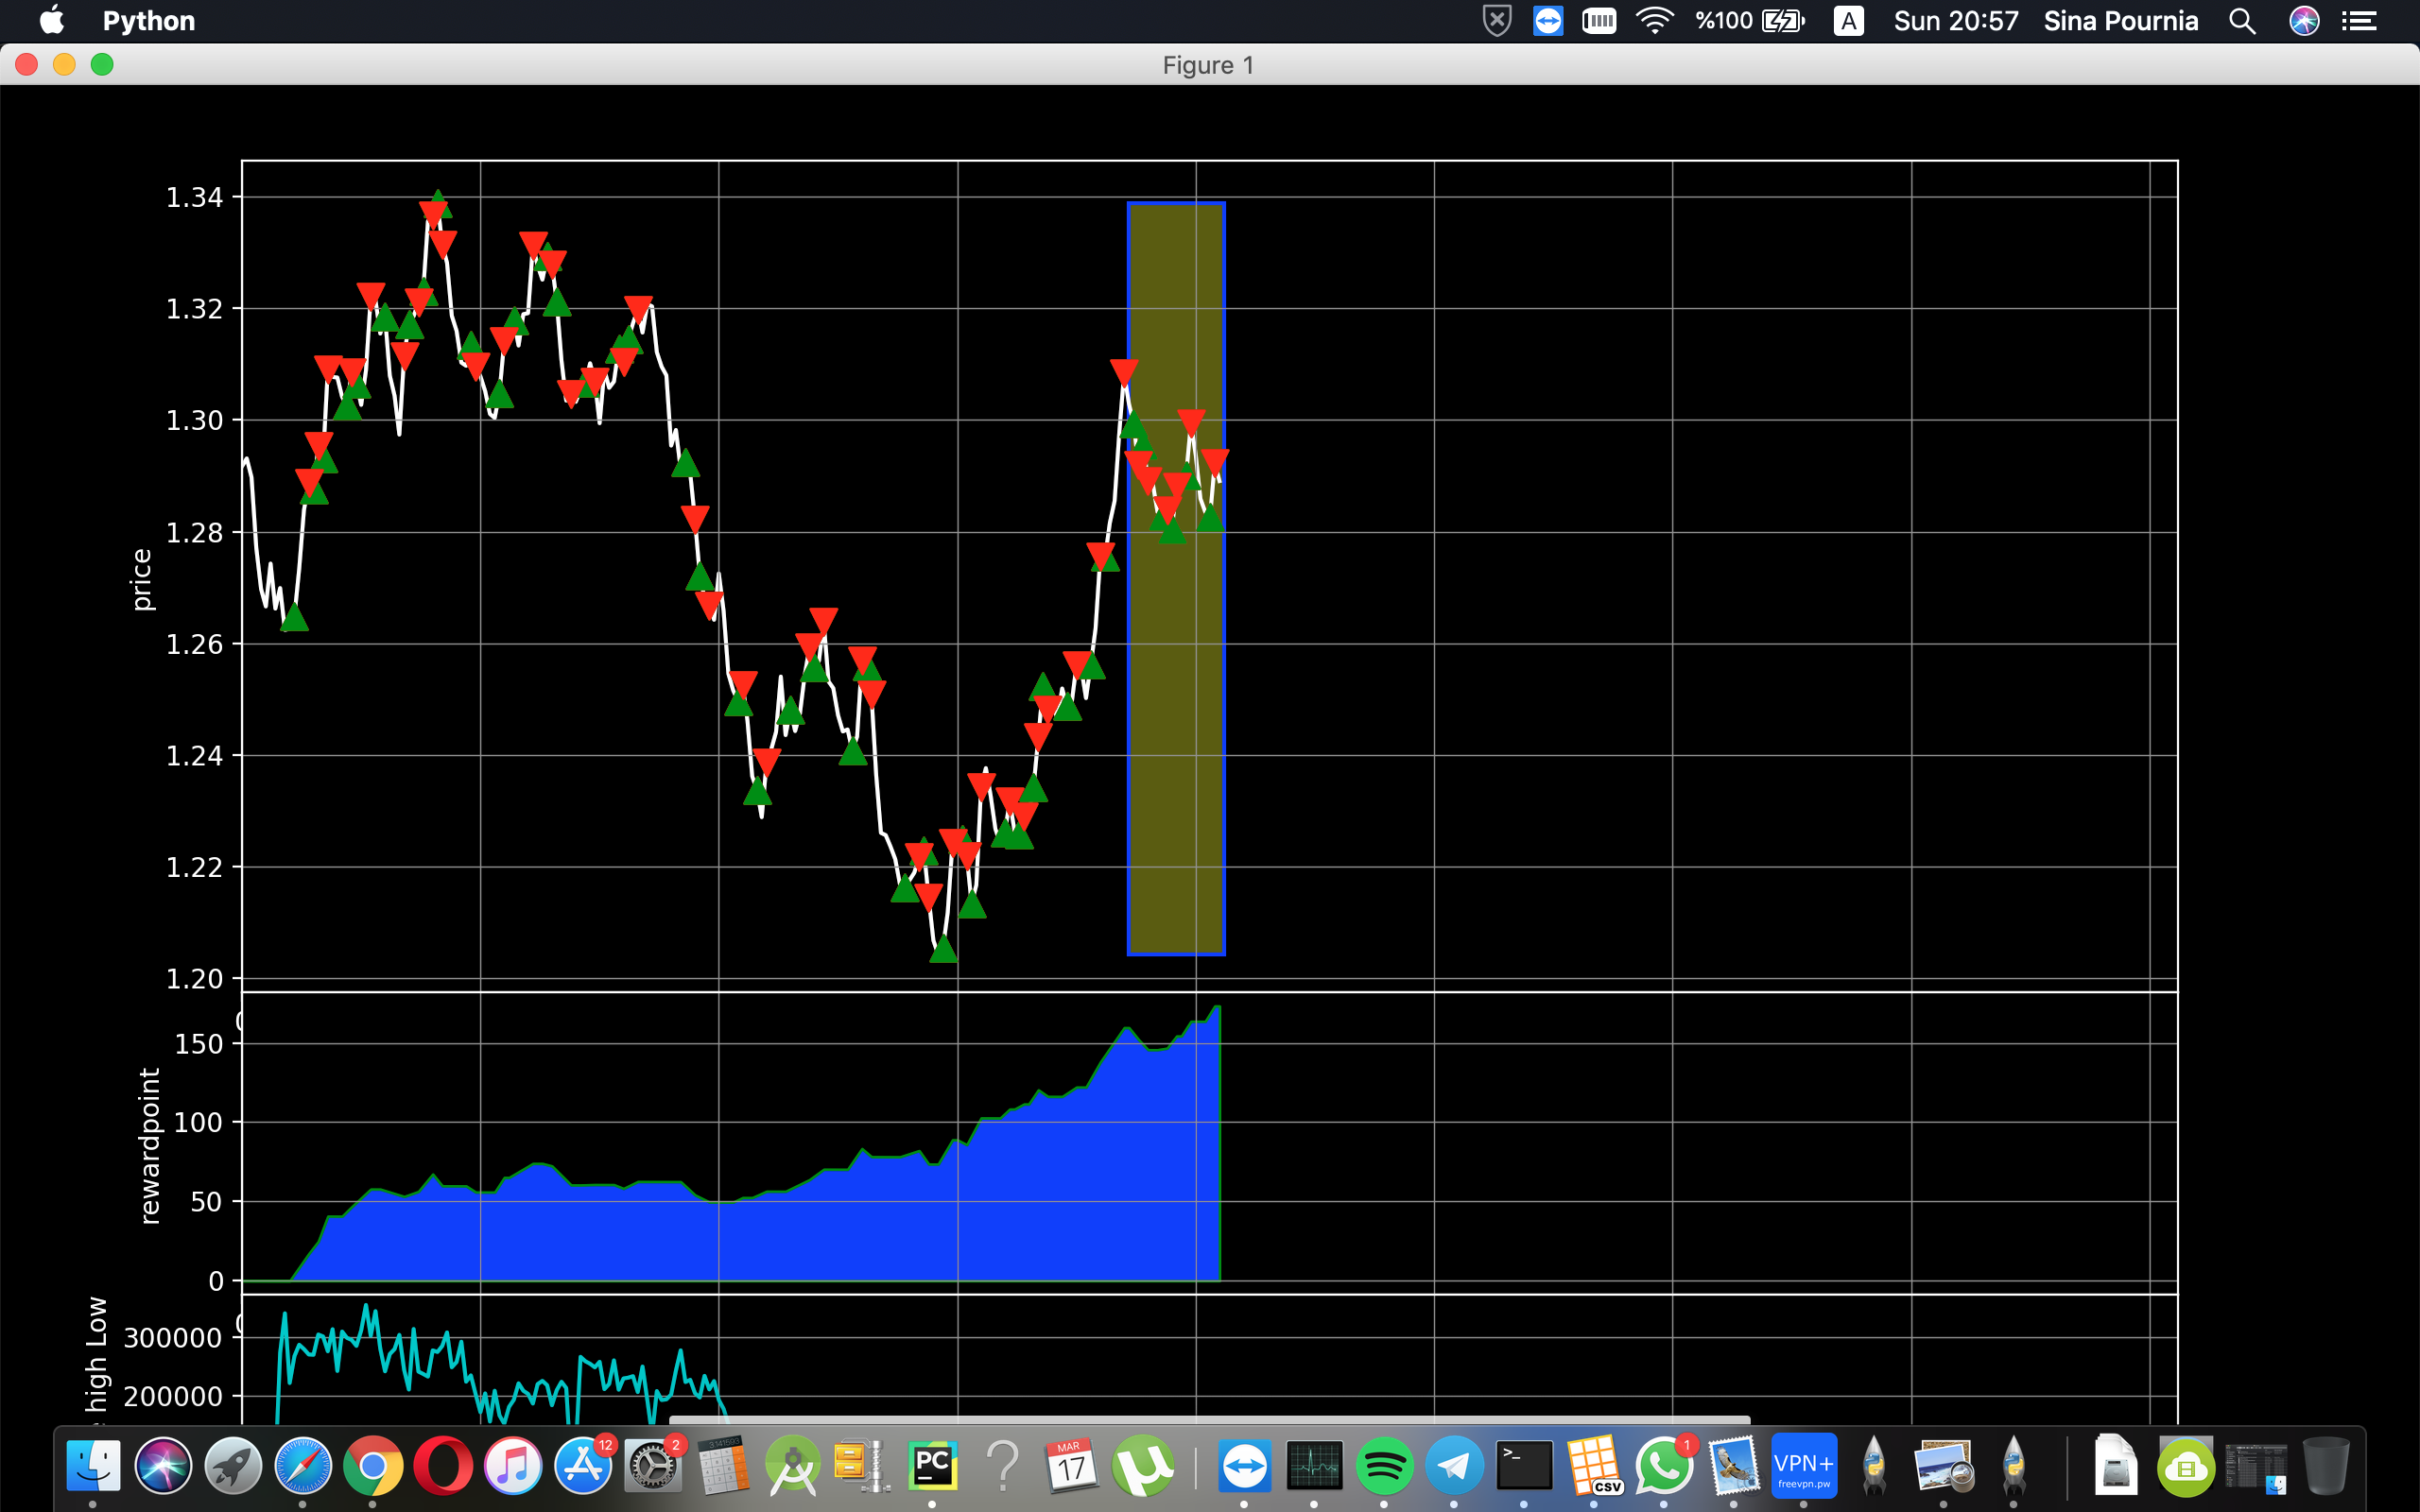 Python
%100
A
Sun 20:57
Sina Pournia
Figure 1
1.34
1.32
1.30
1.28
1.26
1.24
1.22
1.20
price
150
100
50
0
rewardpoint
300000
200000
high Low
12
2
3.141593
PC
?
MAR
17
µ
>_
CSV
1
VPN+
freevpn.pw